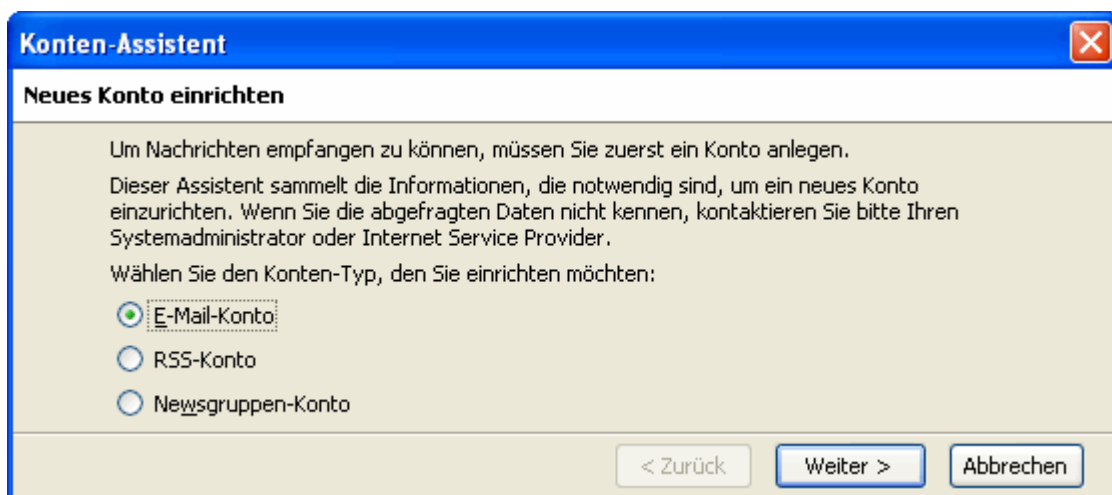 Konten-Assistent
Neues Konto einrichten
Um Nachrichten empfangen zu können, müssen Sie zuerst ein Konto anlegen.
Dieser Assistent sammelt die Informationen, die notwendig sind, um ein neues Konto
einzurichten. Wenn Sie die abgefragten Daten nicht kennen, kontaktieren Sie bitte Ihren
Systemadministrator oder Internet Service Provider.
Wählen Sie den Konten-Typ, den Sie einrichten möchten:
E-Mail-Konto
RSS-Konto
Newsgruppen-Konto
< Zurück Weiter > Abbrechen